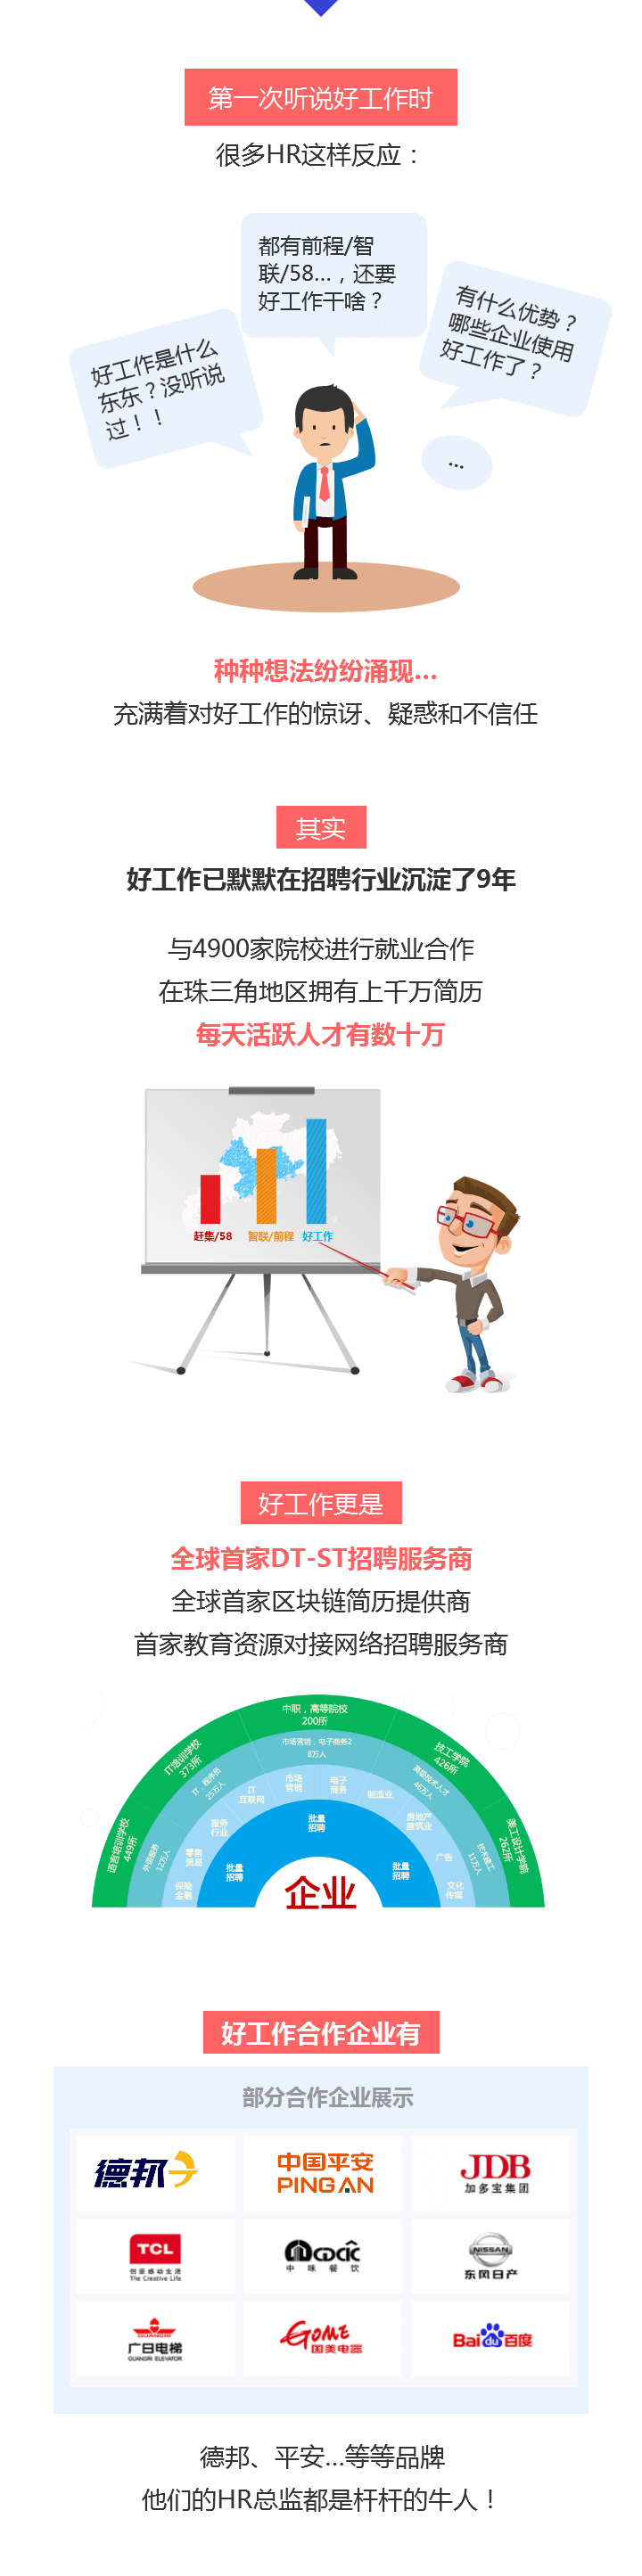 第一次听说好工作时
很多HR这样反应：
都有前程/智
联/58...，还要
好工作干啥？
有什么优势？
哪些企业使用
好工作了？
好工作是什么
东东？没听说
过！！
...
种种想法纷纷涌现...
充满着对好工作的惊讶、疑惑和不信任
其实
好工作已默默在招聘行业沉淀了9年
与4900家院校进行就业合作
在珠三角地区拥有上千万简历
每天活跃人才有数十万
赶集/58
智联/前程
好工作
好工作更是
全球首家DT-ST招聘服务商
全球首家区块链简历提供商
首家教育资源对接网络招聘服务商
中职，高等院校
200所
IT培训学校
373所
技工学院
426所
语言培训学校
449所
美工设计学院
262所
市场营销，电子商务2
8万人
IT，程序员
25万人
高级技术人才
46万人
外语服务
12万人
技术美工
11万人
市场
营销
电子
商务
IT
互联网
制造业
服务
行业
房地产
建筑业
零售
贸易
广告
保险
金融
文化
传媒
批量
招聘
批量
招聘
批量
招聘
企业
好工作合作企业有
部分合作企业展示
德邦
中国平安
PING AN
JDB
加多宝集团
TCL
创意感动生活
The Creative Life
中味餐饮
NISSAN
东风日产
GUANGRI
广日电梯
GUANGRI ELEVATOR
GOME
国美电器
Bai du 百度
德邦、平安...等等品牌
他们的HR总监都是杆杆的牛人！